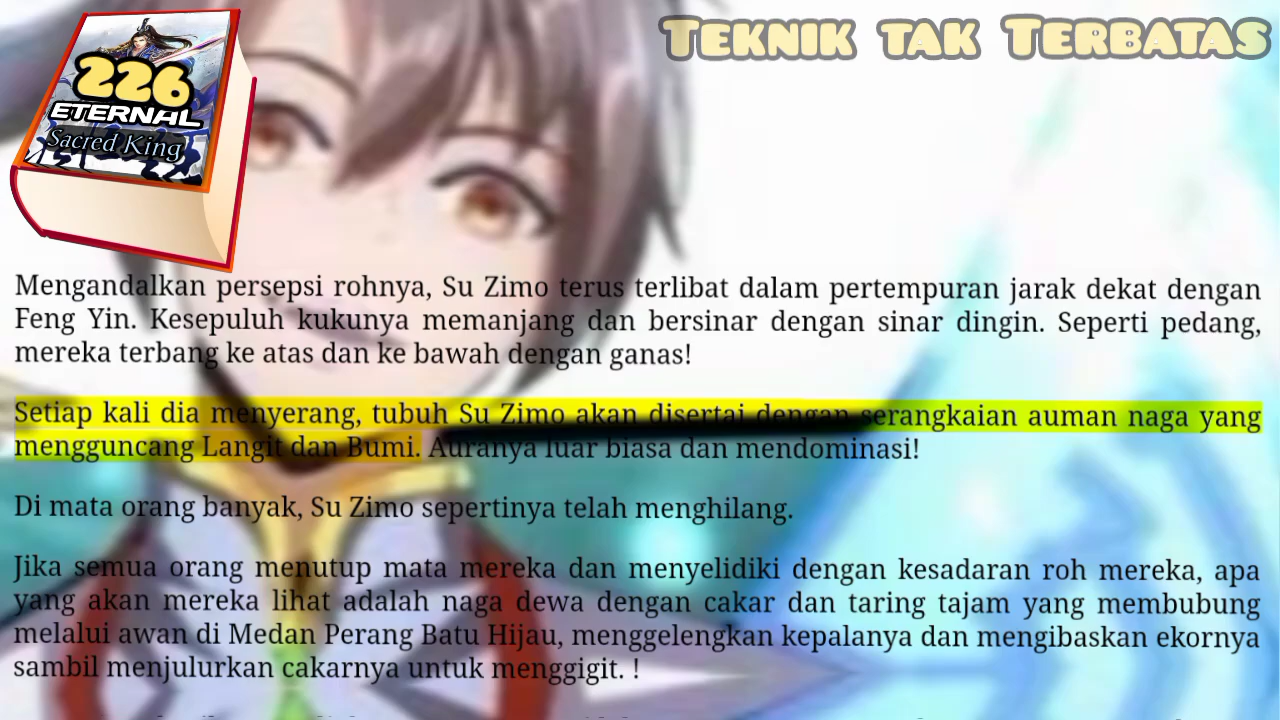 Teknik tak Terbatas
226
ETERNAL
Sacred King
Mengandalkan persepsi rohnya, Su Zimo terus terlibat dalam pertempuran jarak dekat dengan
Feng Yin. Kesepuluh kukunya memanjang dan bersinar dengan sinar dingin. Seperti pedang,
mereka terbang ke atas dan ke bawah dengan ganas!
Setiap kali dia menyerang, tubuh Su Zimo akan disertai dengan serangkaian auman naga yang
mengguncang Langit dan Bumi. Auranya luar biasa dan mendominasi!
Di mata orang banyak, Su Zimo sepertinya telah menghilang.
Jika semua orang menutup mata mereka dan menyelidiki dengan kesadaran roh mereka, apa
yang akan mereka lihat adalah naga dewa dengan cakar dan taring tajam yang membubung
melalui awan di Medan Perang Batu Hijau, menggelengkan kepalanya dan mengibaskan ekornya
sambil menjulurkan cakarnya untuk menggigit. !